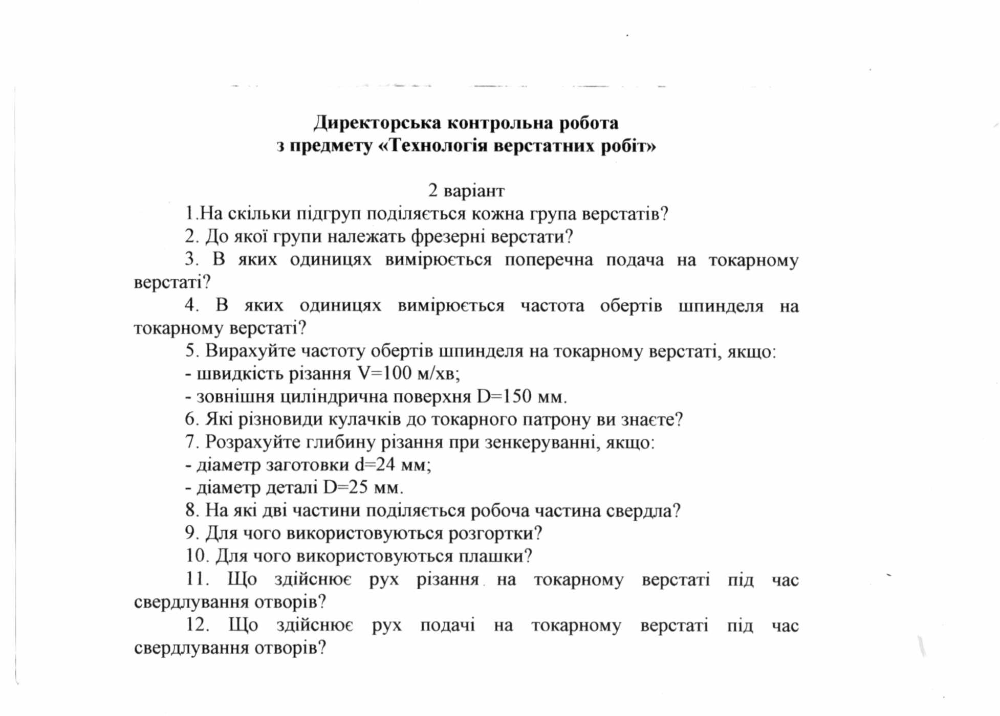 Директорська контрольна робота
з предмету «Технологія верстатних робіт»
2 варіант
1.На скільки підгруп поділяється кожна група верстатів?
2. До якої групи належать фрезерні верстати?
3. В яких одиницях вимірюється поперечна подача на токарному
верстаті?
4. В яких одиницях вимірюється частота обертів шпинделя на
токарному верстаті?
5. Вирахуйте частоту обертів шпинделя на токарному верстаті, якщо:
- швидкість різання V=100 м/хв;
- зовнішня циліндрична поверхня D=150 мм.
6. Які різновиди кулачків до токарного патрону ви знаєте?
7. Розрахуйте глибину різання при зенкеруванні, якщо:
- діаметр заготовки d=24 мм;
- діаметр деталі D=25 мм.
8. На які дві частини поділяється робоча частина свердла?
9. Для чого використовуються розгортки?
10. Для чого використовуються плашки?
11. Що здійснює рух різання на токарному верстаті під час
свердлування отворів?
12. Що здійснює рух подачі на токарному верстаті під час
свердлування отворів?